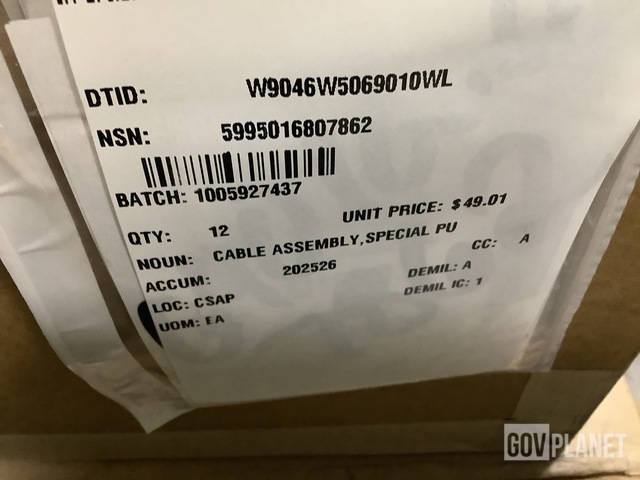 DTID: W9046W5069010WL
NSN: 5995016807862
BATCH: 1005927437
QTY: 12 UNIT PRICE: $49.01
NOUN: CABLE ASSEMBLY,SPECIAL PU CC: A
ACCUM: 202526 DEMIL: A
LOC: CSAP DEMIL IC: 1
UOM: EA
GOVPLANET